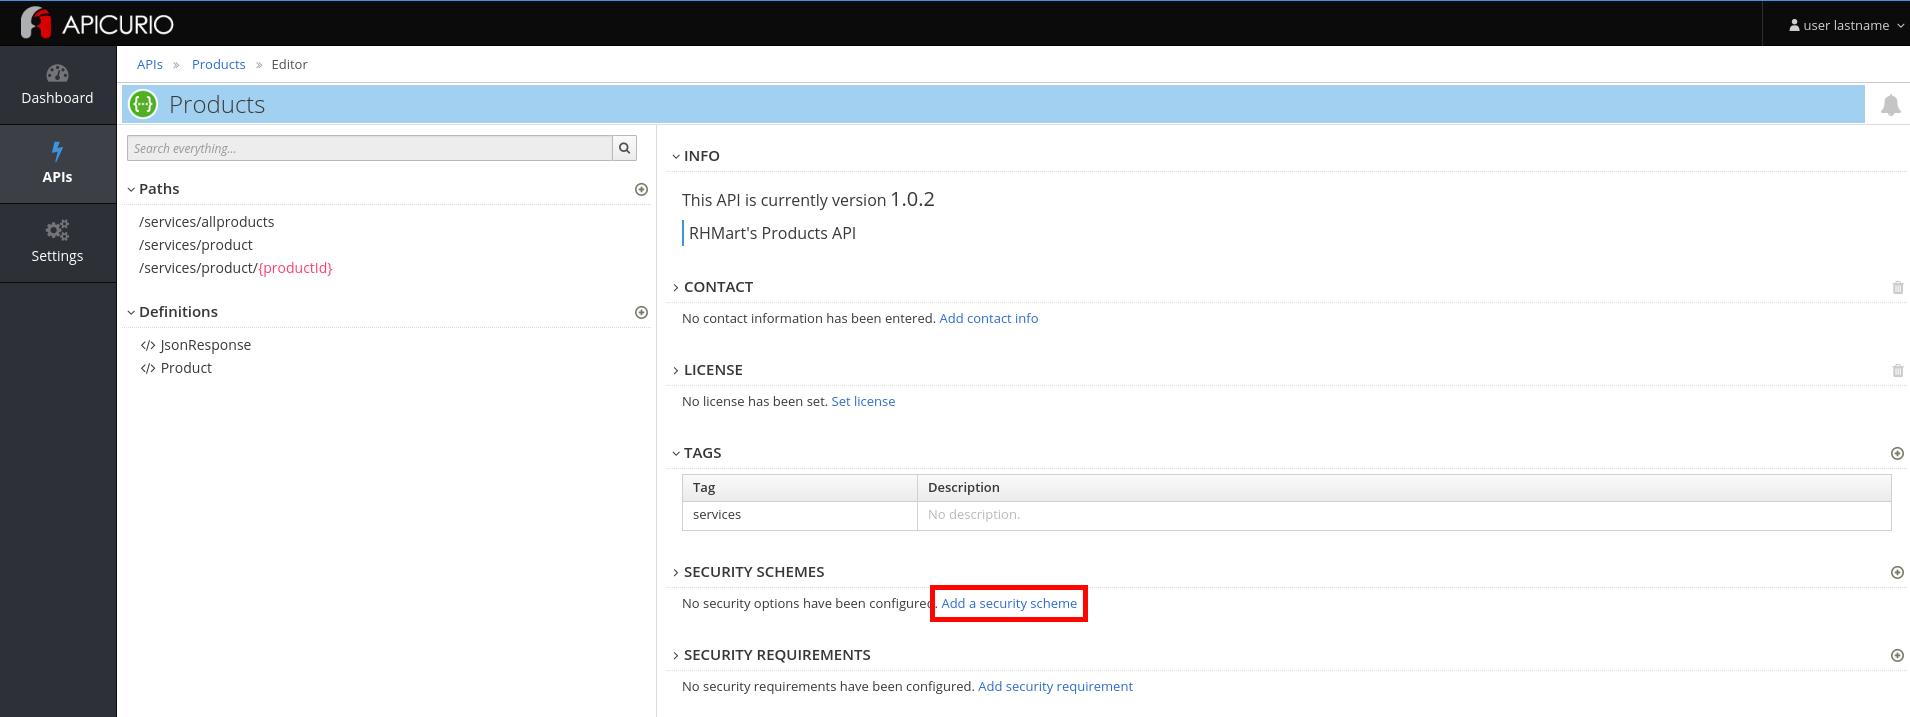 APICURIO
user lastname
Dashboard
APIs
Settings
APIs » Products » Editor
Products
Search everything...
Paths
/services/allproducts
/services/product
/services/product/{productId}
Definitions
</> JsonResponse
</> Product
INFO
This API is currently version 1.0.2
RHMart's Products API
CONTACT
No contact information has been entered. Add contact info
LICENSE
No license has been set. Set license
TAGS
Tag Description
services No description.
SECURITY SCHEMES
No security options have been configured. Add a security scheme
SECURITY REQUIREMENTS
No security requirements have been configured. Add security requirement